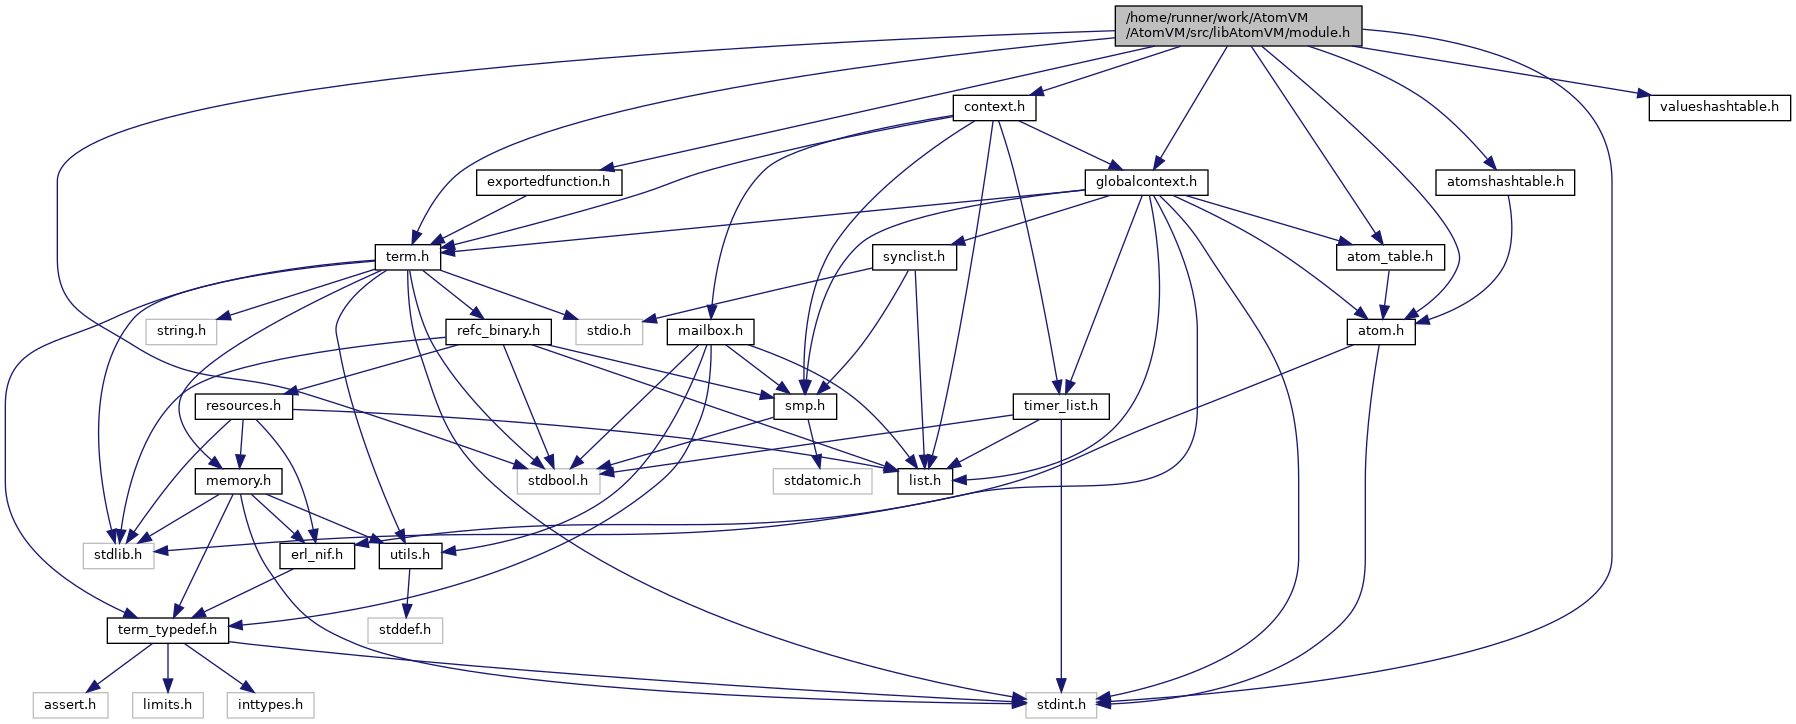 /home/runner/work/AtomVM
/AtomVM/src/libAtomVM/module.h
context.h
valueshashtable.h
exportedfunction.h
globalcontext.h
atomshashtable.h
term.h
synclist.h
atom_table.h
string.h
refc_binary.h
stdio.h
mailbox.h
atom.h
resources.h
smp.h
timer_list.h
memory.h
stdbool.h
stdatomic.h
list.h
stdlib.h
erl_nif.h
utils.h
term_typedef.h
stddef.h
assert.h
limits.h
inttypes.h
stdint.h